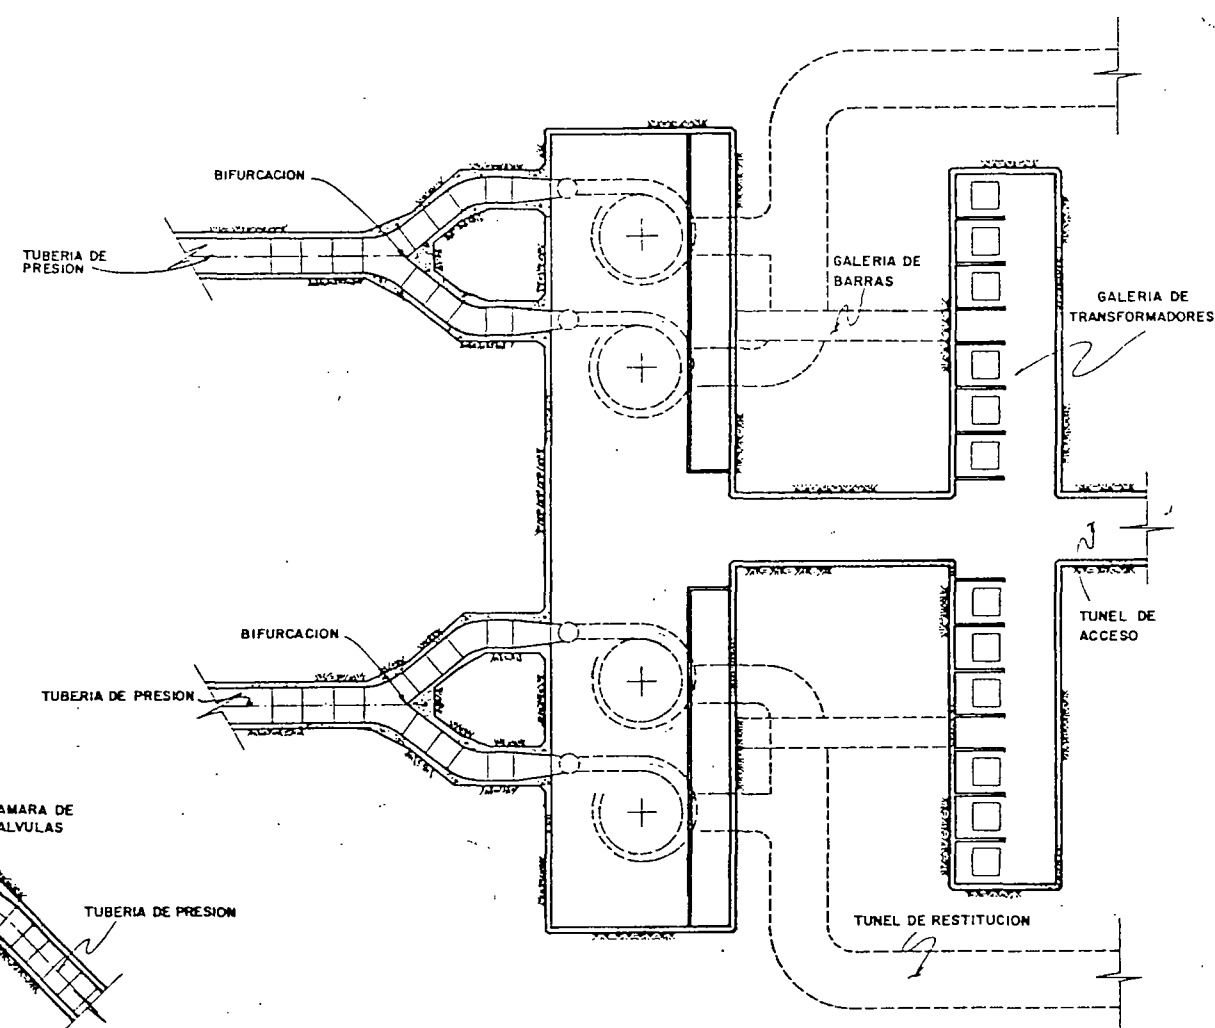 BIFURCACION
TUBERIA DE
PRESION
GALERIA DE
BARRAS
GALERIA DE
TRANSFORMADORES
TUNEL DE
ACCESO
BIFURCACION
TUBERIA DE PRESION
AMARA DE
ALVULAS
TUBERIA DE PRESION
TUNEL DE RESTITUCION